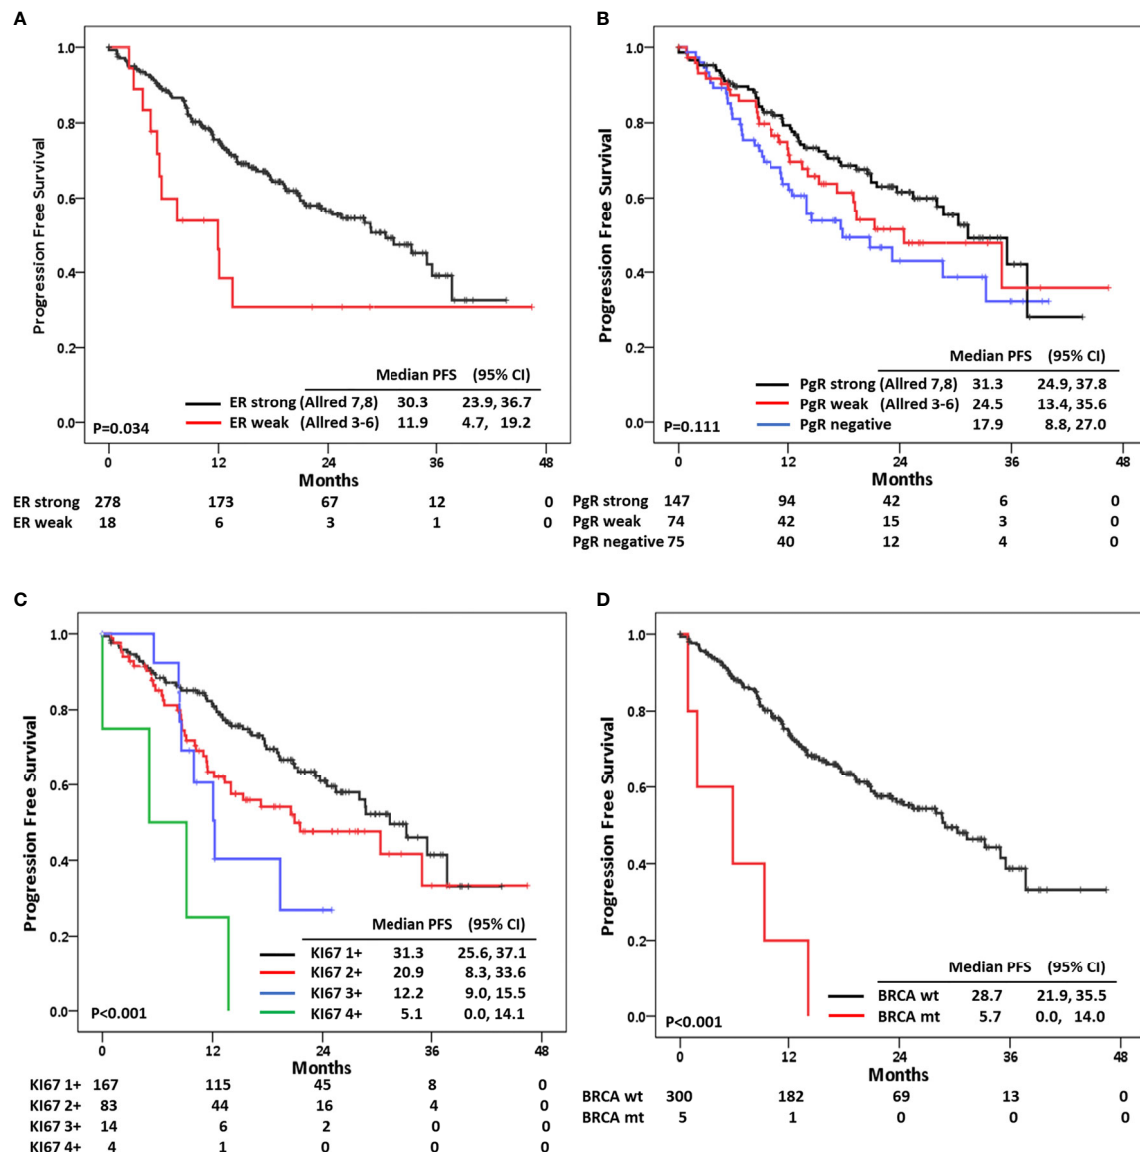 A
Progression Free Survival
1.0
0.8
0.6
0.4
0.2
0.0
Median PFS (95% CI)
ER strong (Allred 7,8) 30.3 23.9, 36.7
ER weak (Allred 3-6) 11.9 4.7, 19.2
P=0.034
0 12 24 36 48
Months
ER strong 278 173 67 12 0
ER weak 18 6 3 1 0
B
Progression Free Survival
1.0
0.8
0.6
0.4
0.2
0.0
Median PFS (95% CI)
PgR strong (Allred 7,8) 31.3 24.9, 37.8
PgR weak (Allred 3-6) 24.5 13.4, 35.6
PgR negative 17.9 8.8, 27.0
P=0.111
0 12 24 36 48
Months
PgR strong 147 94 42 6 0
PgR weak 74 42 15 3 0
PgR negative 75 40 12 4 0
C
Progression Free Survival
1.0
0.8
0.6
0.4
0.2
0.0
Median PFS (95% CI)
KI67 1+ 31.3 25.6, 37.1
KI67 2+ 20.9 8.3, 33.6
KI67 3+ 12.2 9.0, 15.5
KI67 4+ 5.1 0.0, 14.1
P<0.001
0 12 24 36 48
Months
KI67 1+ 167 115 45 8 0
KI67 2+ 83 44 16 4 0
KI67 3+ 14 6 2 0 0
KI67 4+ 4 1 0 0 0
D
Progression Free Survival
1.0
0.8
0.6
0.4
0.2
0.0
Median PFS (95% CI)
BRCA wt 28.7 21.9, 35.5
BRCA mt 5.7 0.0, 14.0
P<0.001
0 12 24 36 48
Months
BRCA wt 300 182 69 13 0
BRCA mt 5 1 0 0 0